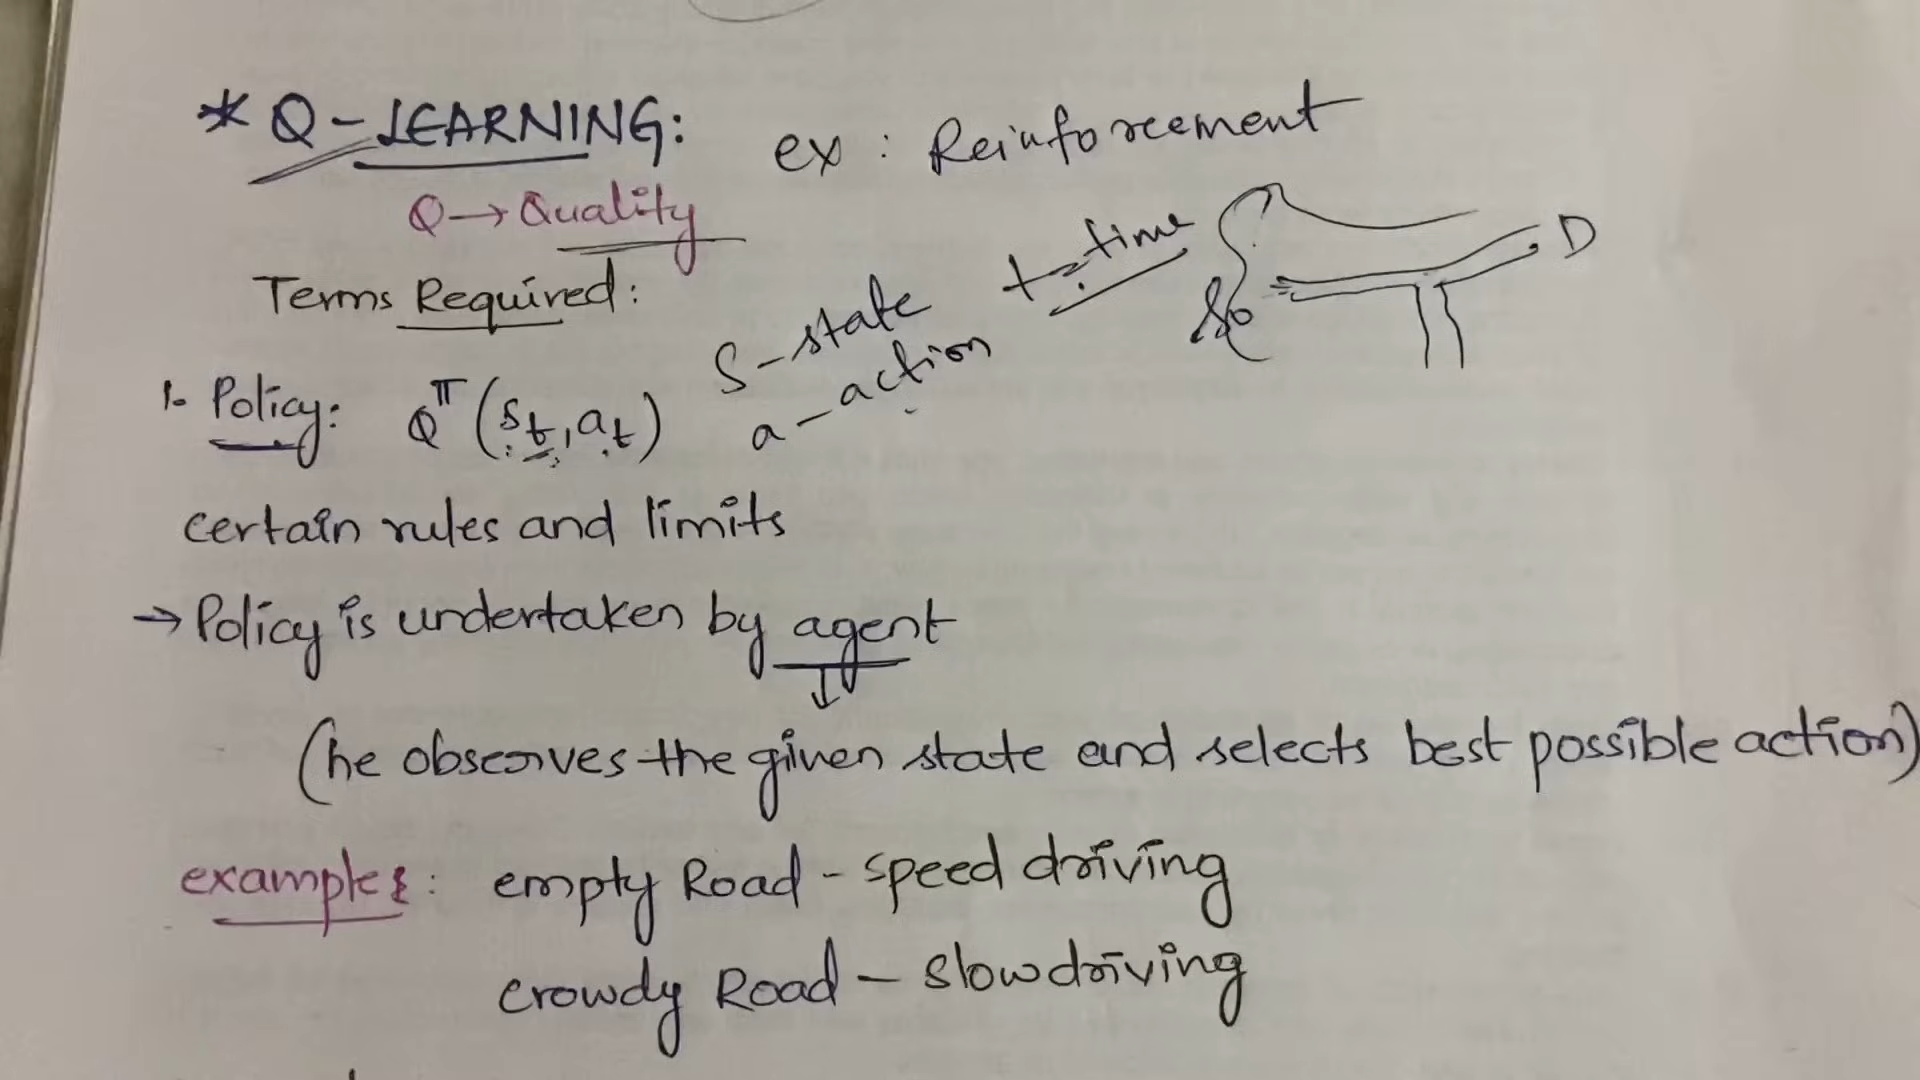 * Q-LEARNING: ex: Reinforcement
Q→Quality
Terms Required:
t = time
S-state
a-action
So
D
1. Policy: Q^π(s_t, a_t)
certain rules and limits
→ Policy is undertaken by agent
↓
(he observes the given state and selects best possible action)
examples: empty Road - speed driving
crowdy Road - slow driving